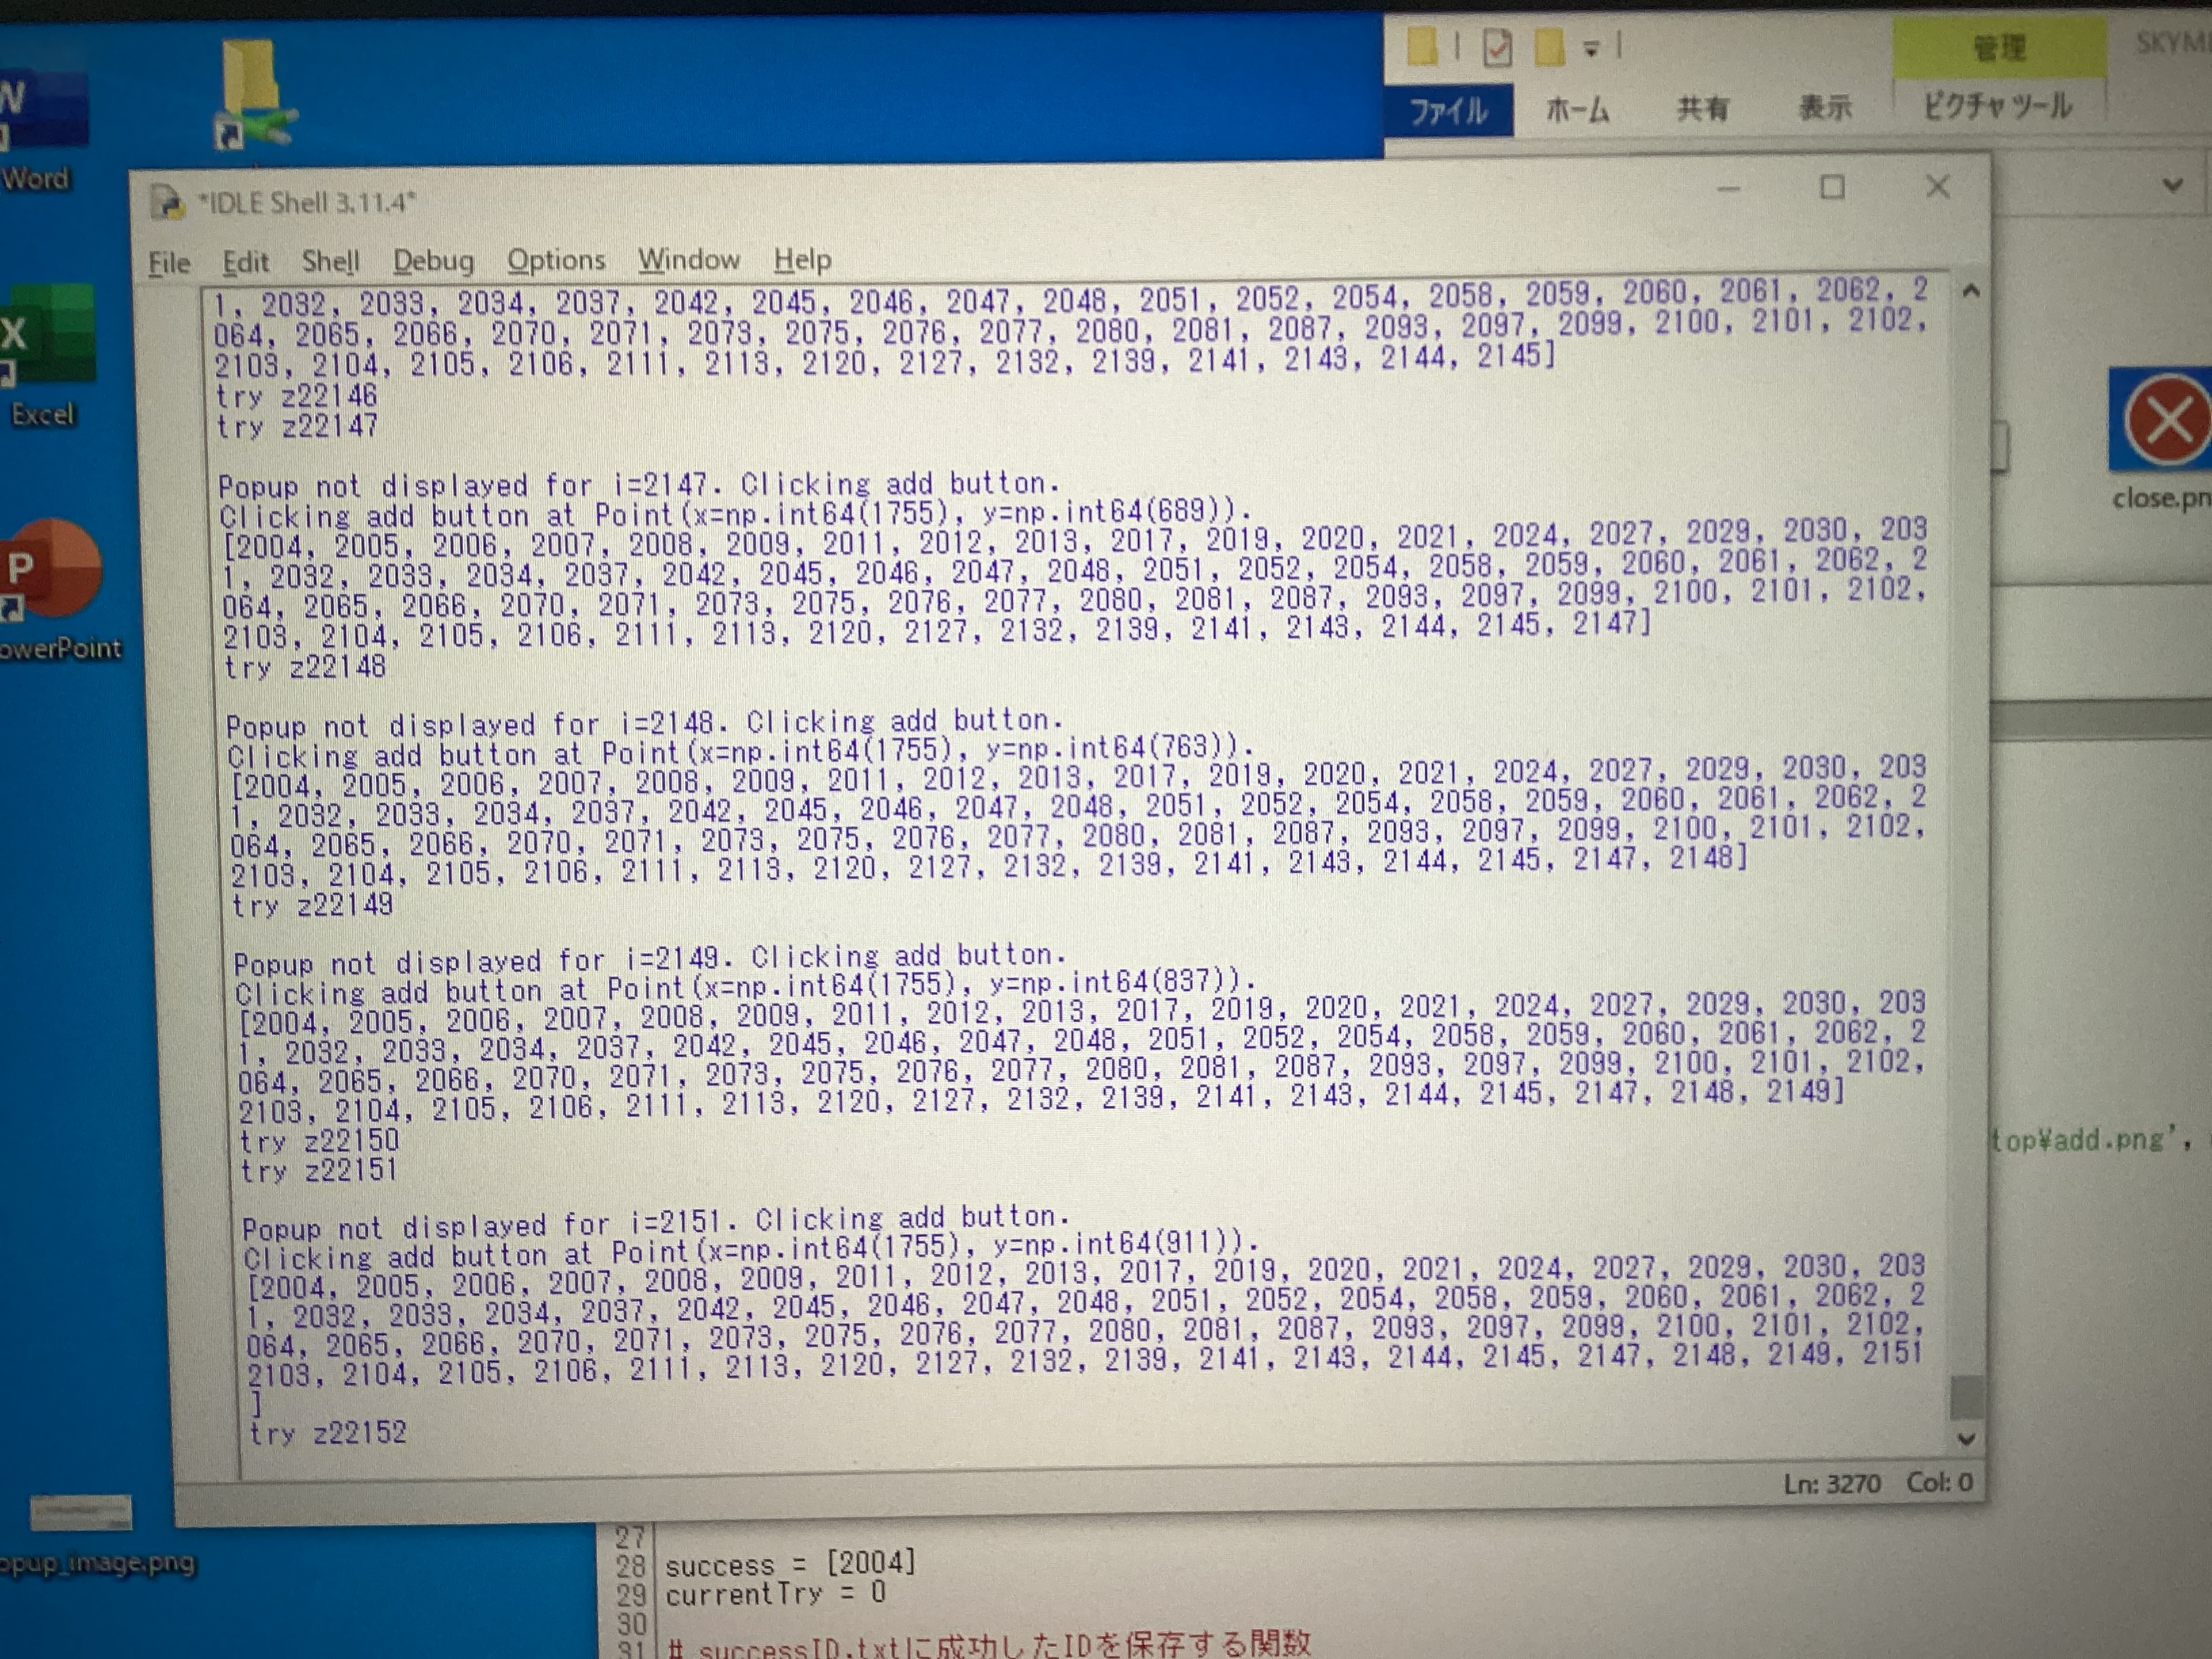 Word
Excel
owerPoint
opup_image.png
管理
SKYM
ファイル
ホーム
共有
表示
ピクチャ ツール
close.pn
*IDLE Shell 3.11.4*
File Edit Shell Debug Options Window Help
1, 2032, 2033, 2034, 2037, 2042, 2045, 2046, 2047, 2048, 2051, 2052, 2054, 2058, 2059, 2060, 2061, 2062, 2
064, 2065, 2066, 2070, 2071, 2073, 2075, 2076, 2077, 2080, 2081, 2087, 2093, 2097, 2099, 2100, 2101, 2102,
2103, 2104, 2105, 2106, 2111, 2113, 2120, 2127, 2132, 2139, 2141, 2143, 2144, 2145]
try z22146
try z22147
Popup not displayed for i=2147. Clicking add button.
Clicking add button at Point(x=np.int64(1755), y=np.int64(689)).
[2004, 2005, 2006, 2007, 2008, 2009, 2011, 2012, 2013, 2017, 2019, 2020, 2021, 2024, 2027, 2029, 2030, 203
1, 2032, 2033, 2034, 2037, 2042, 2045, 2046, 2047, 2048, 2051, 2052, 2054, 2058, 2059, 2060, 2061, 2062, 2
064, 2065, 2066, 2070, 2071, 2073, 2075, 2076, 2077, 2080, 2081, 2087, 2093, 2097, 2099, 2100, 2101, 2102,
2103, 2104, 2105, 2106, 2111, 2113, 2120, 2127, 2132, 2139, 2141, 2143, 2144, 2145, 2147]
try z22148
Popup not displayed for i=2148. Clicking add button.
Clicking add button at Point(x=np.int64(1755), y=np.int64(763)).
[2004, 2005, 2006, 2007, 2008, 2009, 2011, 2012, 2013, 2017, 2019, 2020, 2021, 2024, 2027, 2029, 2030, 203
1, 2032, 2033, 2034, 2037, 2042, 2045, 2046, 2047, 2048, 2051, 2052, 2054, 2058, 2059, 2060, 2061, 2062, 2
064, 2065, 2066, 2070, 2071, 2073, 2075, 2076, 2077, 2080, 2081, 2087, 2093, 2097, 2099, 2100, 2101, 2102,
2103, 2104, 2105, 2106, 2111, 2113, 2120, 2127, 2132, 2139, 2141, 2143, 2144, 2145, 2147, 2148]
try z22149
Popup not displayed for i=2149. Clicking add button.
Clicking add button at Point(x=np.int64(1755), y=np.int64(837)).
[2004, 2005, 2006, 2007, 2008, 2009, 2011, 2012, 2013, 2017, 2019, 2020, 2021, 2024, 2027, 2029, 2030, 203
1, 2032, 2033, 2034, 2037, 2042, 2045, 2046, 2047, 2048, 2051, 2052, 2054, 2058, 2059, 2060, 2061, 2062, 2
064, 2065, 2066, 2070, 2071, 2073, 2075, 2076, 2077, 2080, 2081, 2087, 2093, 2097, 2099, 2100, 2101, 2102,
2103, 2104, 2105, 2106, 2111, 2113, 2120, 2127, 2132, 2139, 2141, 2143, 2144, 2145, 2147, 2148, 2149]
try z22150
try z22151
Popup not displayed for i=2151. Clicking add button.
Clicking add button at Point(x=np.int64(1755), y=np.int64(911)).
[2004, 2005, 2006, 2007, 2008, 2009, 2011, 2012, 2013, 2017, 2019, 2020, 2021, 2024, 2027, 2029, 2030, 203
1, 2032, 2033, 2034, 2037, 2042, 2045, 2046, 2047, 2048, 2051, 2052, 2054, 2058, 2059, 2060, 2061, 2062, 2
064, 2065, 2066, 2070, 2071, 2073, 2075, 2076, 2077, 2080, 2081, 2087, 2093, 2097, 2099, 2100, 2101, 2102,
2103, 2104, 2105, 2106, 2111, 2113, 2120, 2127, 2132, 2139, 2141, 2143, 2144, 2145, 2147, 2148, 2149, 2151
]
try z22152
Ln: 3270 Col: 0
top¥add.png',
27
28 success = [2004]
29 currentTry = 0
30
31 # successID.txtに成功したIDを保存する関数